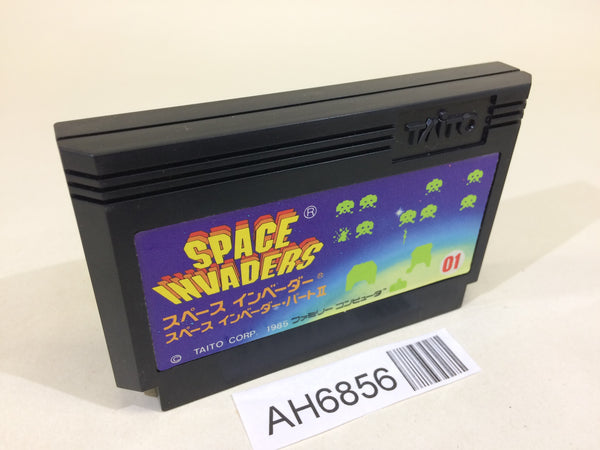 TAITO
SPACE
INVADERS ®
スペース インベーダー®
スペース インベーダー・パートⅡ
01
© TAITO CORP. 1985 ファミリー コンピュータ
AH6856